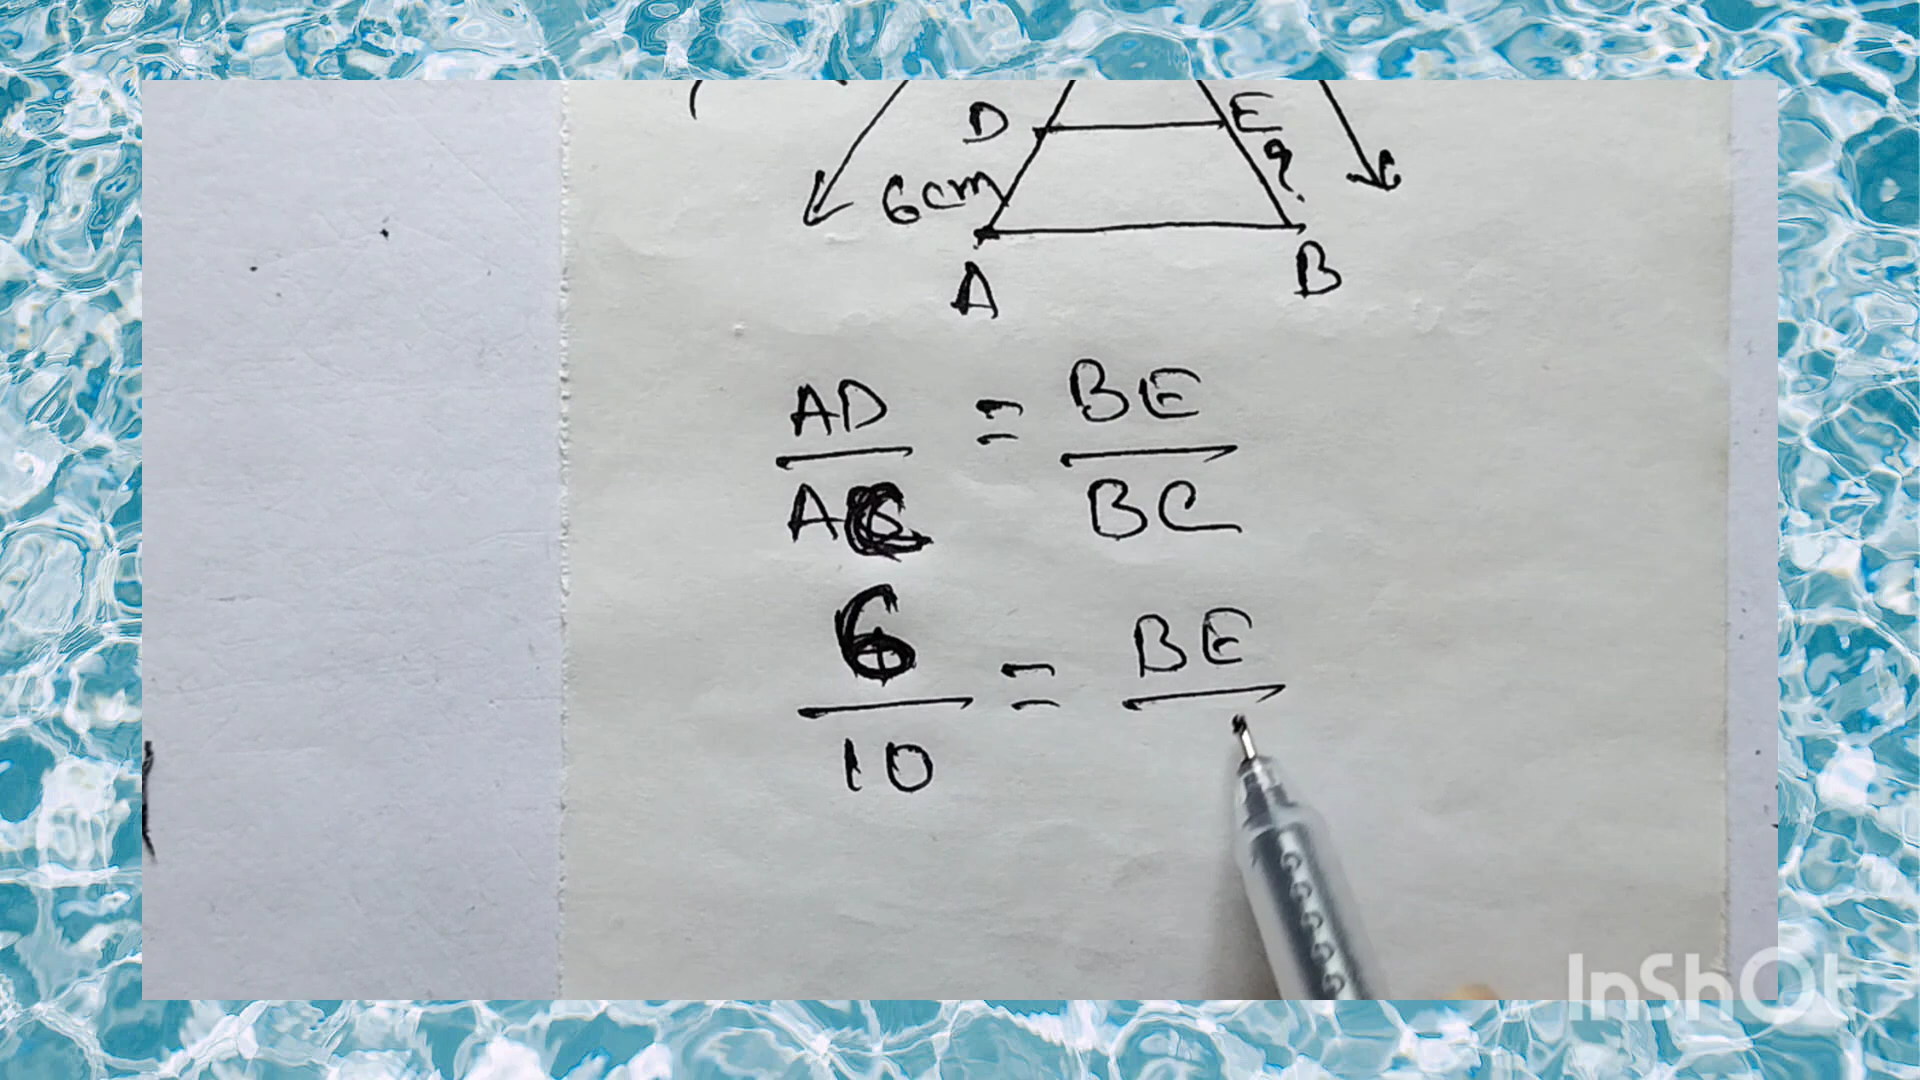 D E
6cm ?
A B
AD = BE
AC BC
6 = BE
10
InShOt